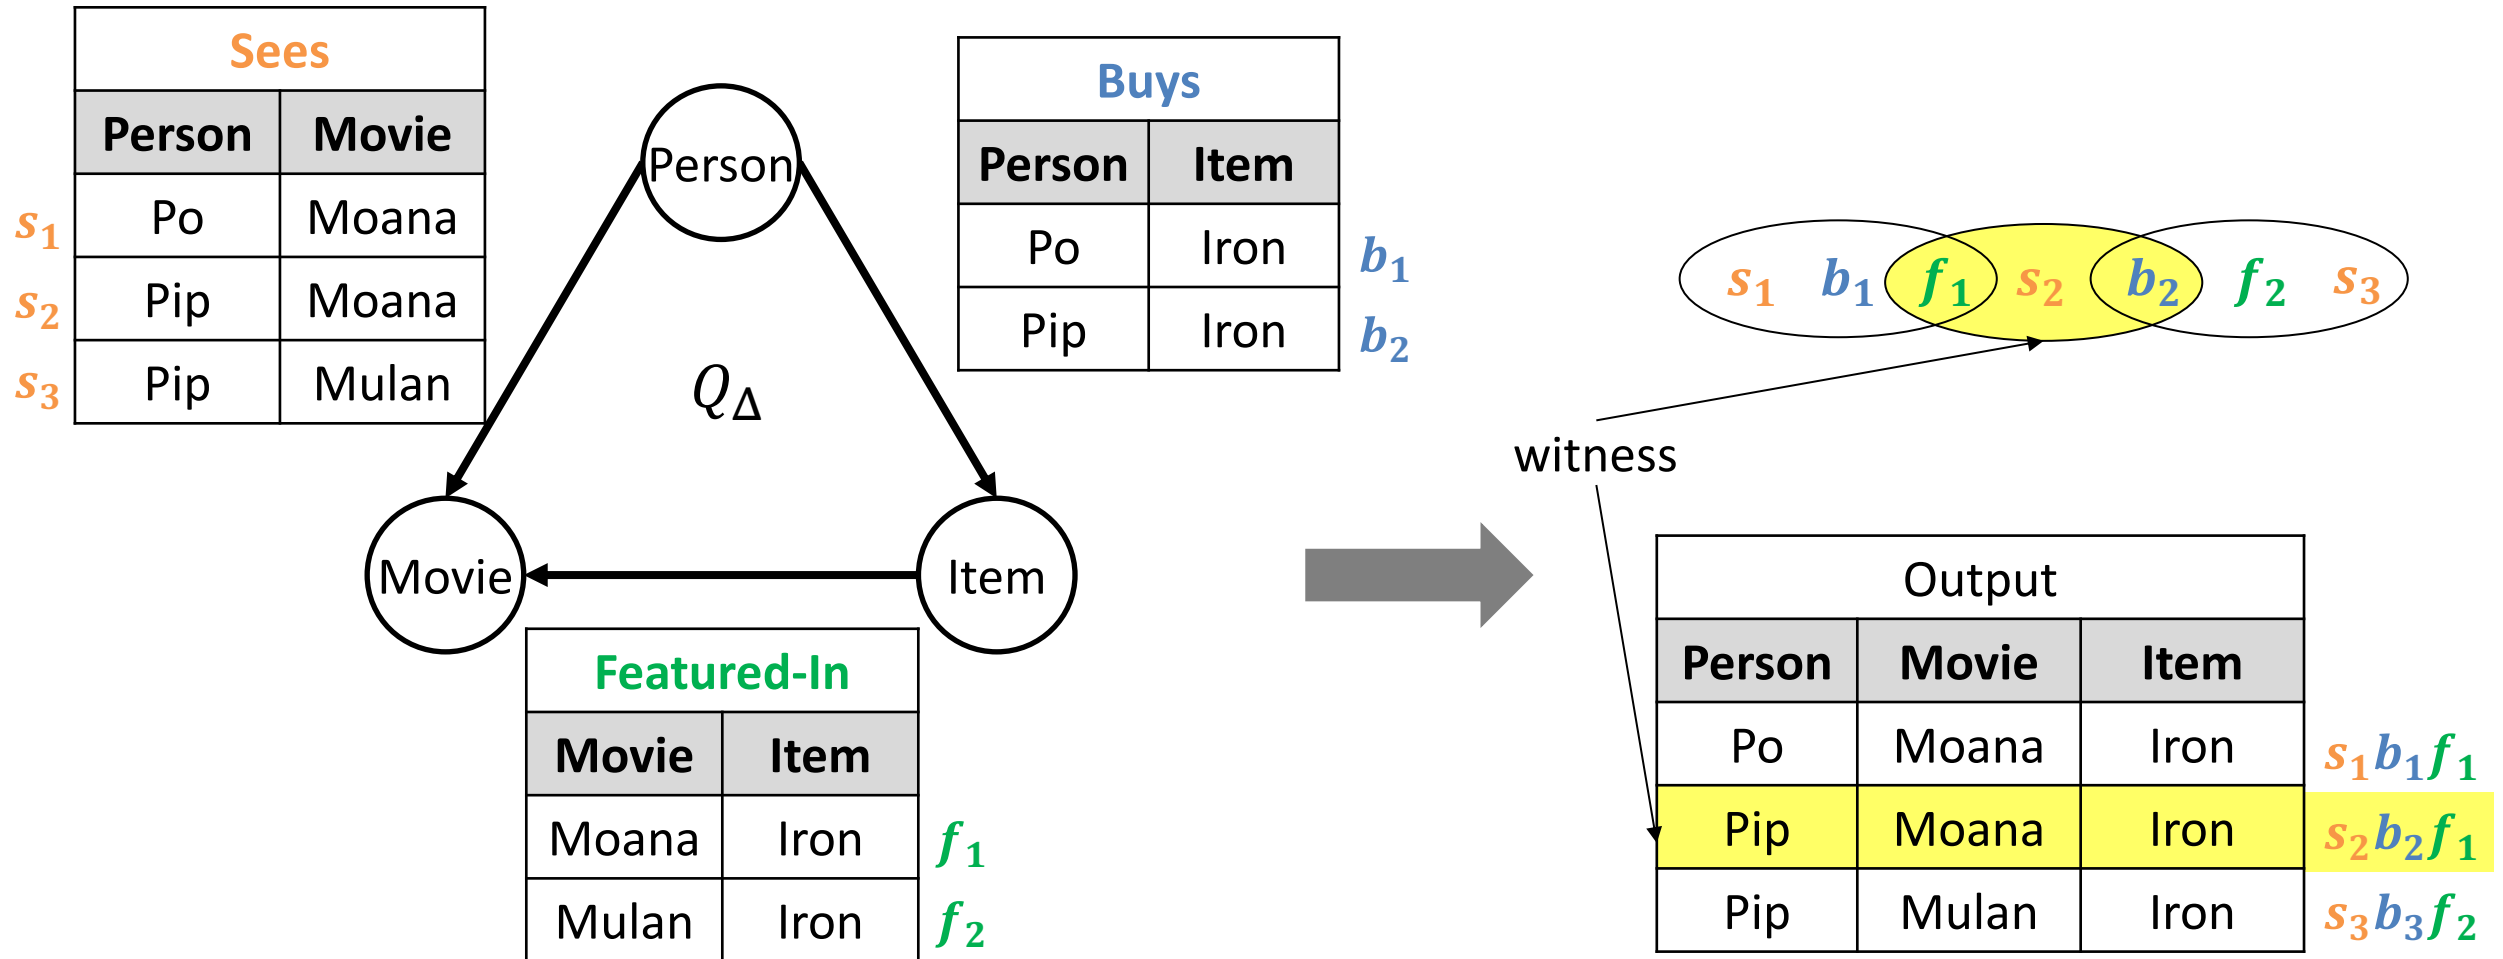 Sees
Person Movie
s1 Po Moana
s2 Pip Moana
s3 Pip Mulan
Person
QΔ
Movie
Item
Buys
Person Item
Po Iron b1
Pip Iron b2
Featured-In
Movie Item
Moana Iron f1
Mulan Iron f2
s1 b1 f1 s2 b2 f2 s3
witness
Output
Person Movie Item
Po Moana Iron s1b1f1
Pip Moana Iron s2b2f1
Pip Mulan Iron s3b3f2